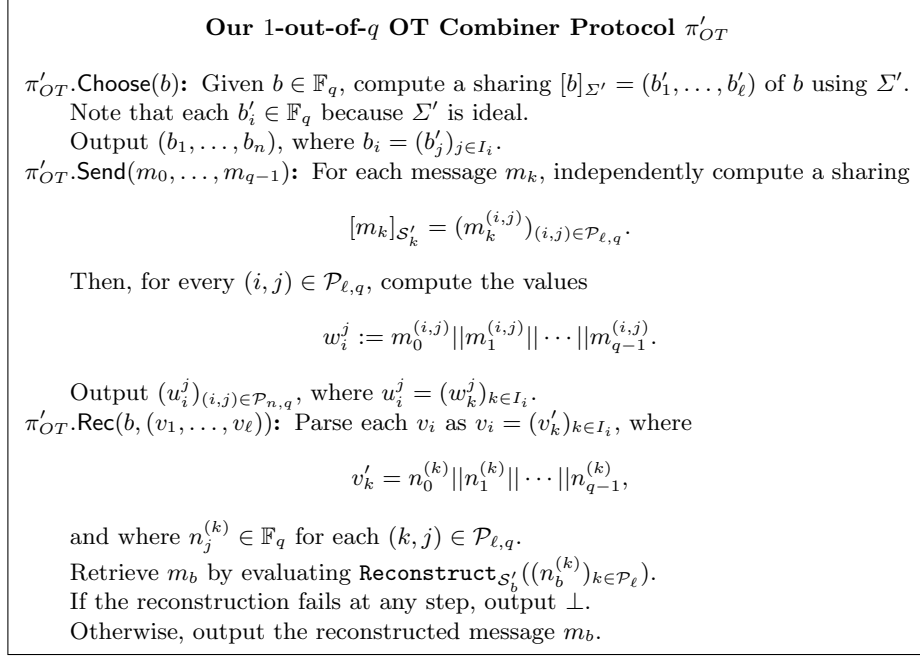 Our 1-out-of-q OT Combiner Protocol π′_OT
π′_OT.Choose(b): Given b ∈ 𝔽_q, compute a sharing [b]_Σ′ = (b′_1, . . . , b′_ℓ) of b using Σ′.
Note that each b′_i ∈ 𝔽_q because Σ′ is ideal.
Output (b_1, . . . , b_n), where b_i = (b′_j)_{j∈I_i}.
π′_OT.Send(m_0, . . . , m_{q−1}): For each message m_k, independently compute a sharing
[m_k]_{𝒮′_k} = (m_k^{(i,j)})_{(i,j)∈𝒫_{ℓ,q}}.
Then, for every (i, j) ∈ 𝒫_{ℓ,q}, compute the values
w_i^j := m_0^{(i,j)}||m_1^{(i,j)}|| · · · ||m_{q−1}^{(i,j)}.
Output (u_i^j)_{(i,j)∈𝒫_{n,q}}, where u_i^j = (w_k^j)_{k∈I_i}.
π′_OT.Rec(b, (v_1, . . . , v_ℓ)): Parse each v_i as v_i = (v′_k)_{k∈I_i}, where
v′_k = n_0^{(k)}||n_1^{(k)}|| · · · ||n_{q−1}^{(k)},
and where n_j^{(k)} ∈ 𝔽_q for each (k, j) ∈ 𝒫_{ℓ,q}.
Retrieve m_b by evaluating Reconstruct_{𝒮′_b}((n_b^{(k)})_{k∈𝒫_ℓ}).
If the reconstruction fails at any step, output ⊥.
Otherwise, output the reconstructed message m_b.